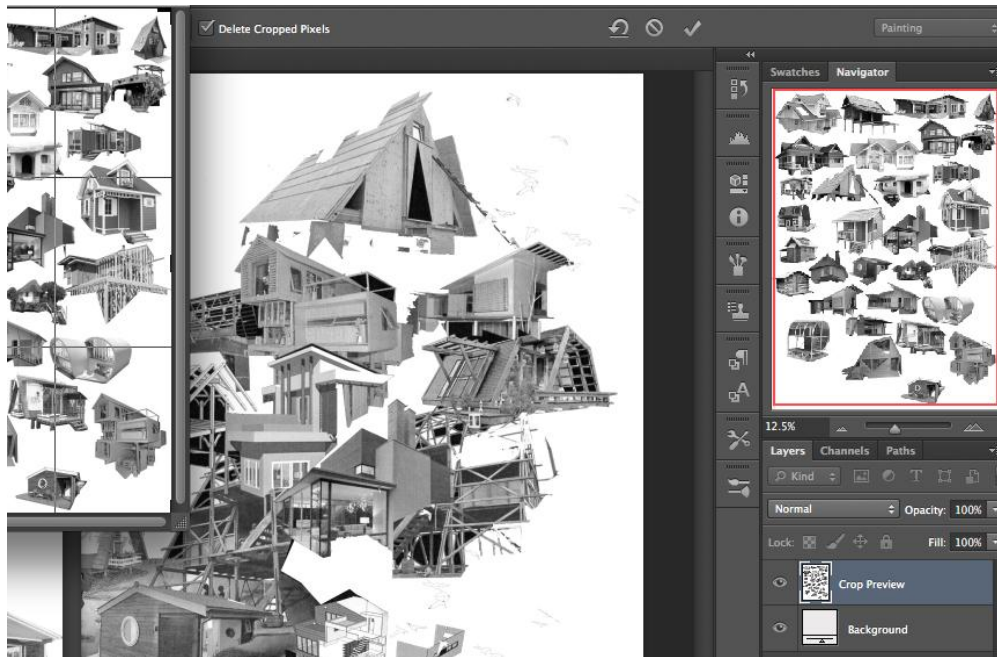 Delete Cropped Pixels
Painting
Swatches Navigator
12.5%
Layers Channels Paths
Kind
Normal Opacity: 100%
Lock: Fill: 100%
Crop Preview
Background